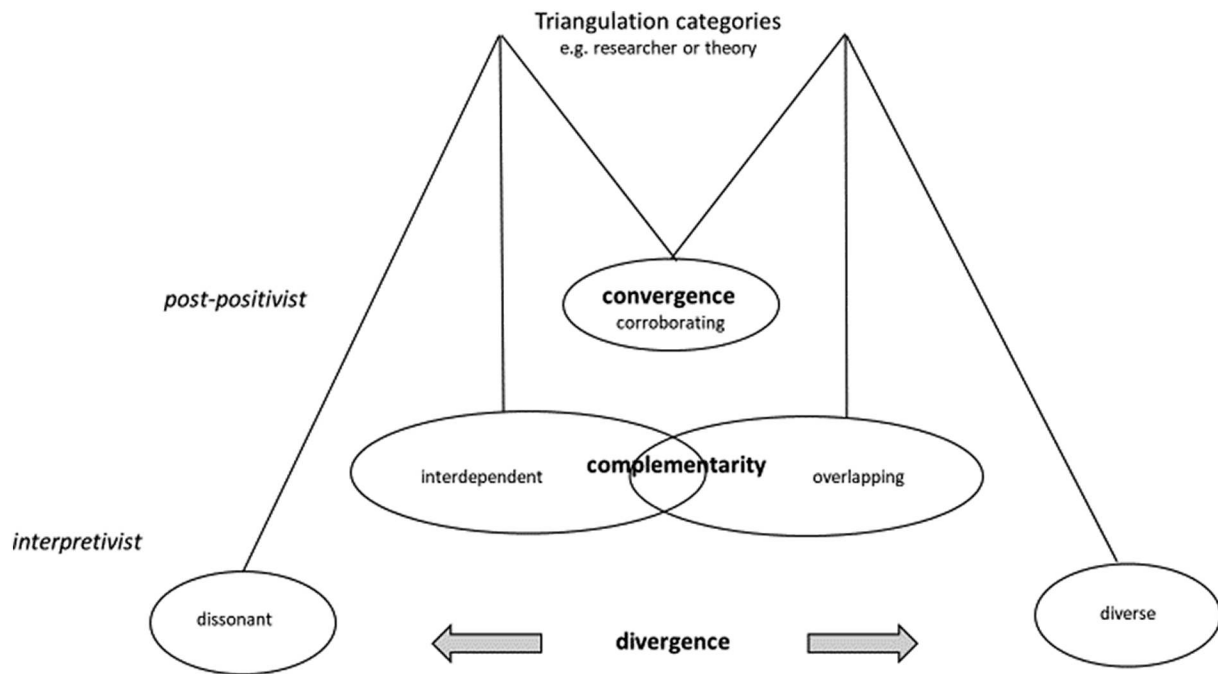 Triangulation categories
e.g. researcher or theory
post-positivist
convergence
corroborating
interdependent
complementarity
overlapping
interpretivist
dissonant
divergence
diverse